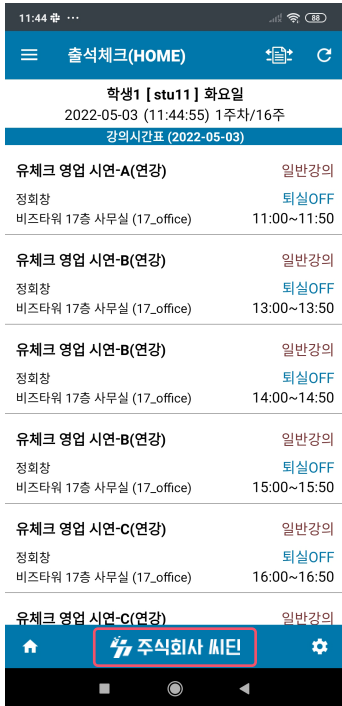 11:44 ···
88
출석체크(HOME)
학생1 [ stu11 ] 화요일
2022-05-03 (11:44:55) 1주차/16주
강의시간표 (2022-05-03)
유체크 영업 시연-A(연강) 일반강의
정회창 퇴실OFF
비즈타워 17층 사무실 (17_office) 11:00~11:50
유체크 영업 시연-B(연강) 일반강의
정회창 퇴실OFF
비즈타워 17층 사무실 (17_office) 13:00~13:50
유체크 영업 시연-B(연강) 일반강의
정회창 퇴실OFF
비즈타워 17층 사무실 (17_office) 14:00~14:50
유체크 영업 시연-B(연강) 일반강의
정회창 퇴실OFF
비즈타워 17층 사무실 (17_office) 15:00~15:50
유체크 영업 시연-C(연강) 일반강의
정회창 퇴실OFF
비즈타워 17층 사무실 (17_office) 16:00~16:50
유체크 영업 시연-C(연강) 일반강의
주식회사 씨틴